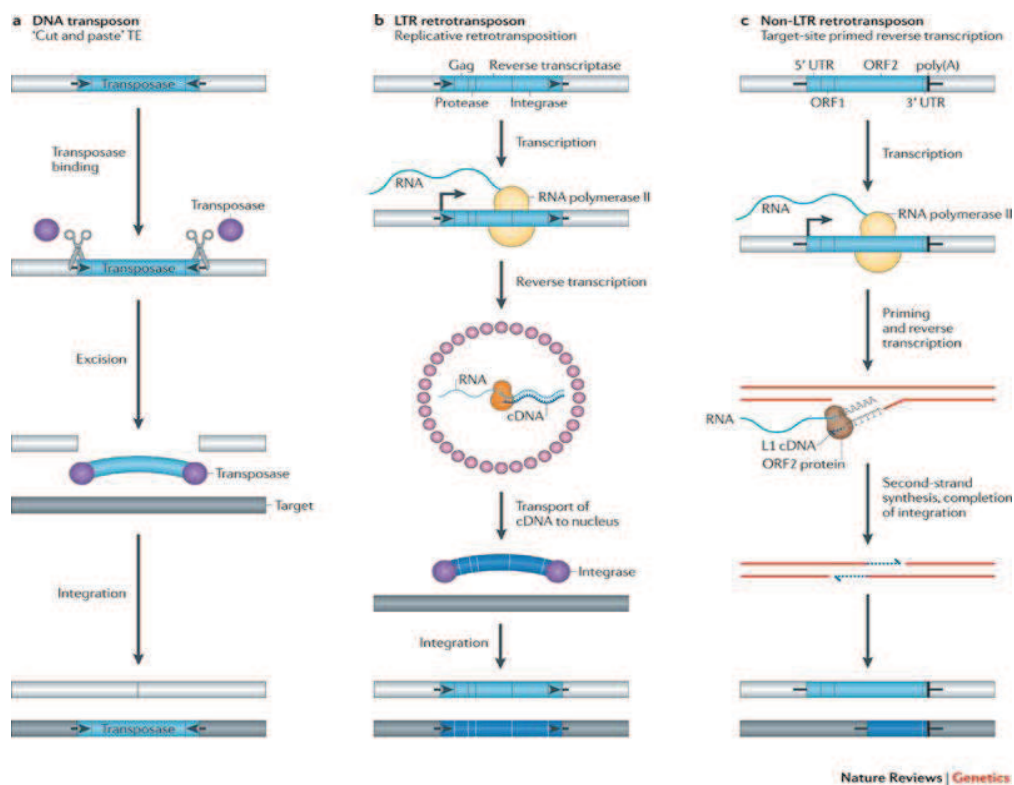 a DNA transposon
'Cut and paste' TE
Transposase
Transposase
binding
Transposase
Transposase
Excision
Transposase
Target
Integration
Transposase
b LTR retrotransposon
Replicative retrotransposition
Gag Reverse transcriptase
Protease Integrase
Transcription
RNA
RNA polymerase II
Reverse transcription
RNA
cDNA
Transport of
cDNA to nucleus
Integrase
Integration
c Non-LTR retrotransposon
Target-site primed reverse transcription
5' UTR ORF2 poly(A)
ORF1 3' UTR
Transcription
RNA
RNA polymerase II
Priming
and reverse
transcription
AAAAA
RNA
L1 cDNA
ORF2 protein
Second-strand
synthesis, completion
of integration
Nature Reviews | Genetics